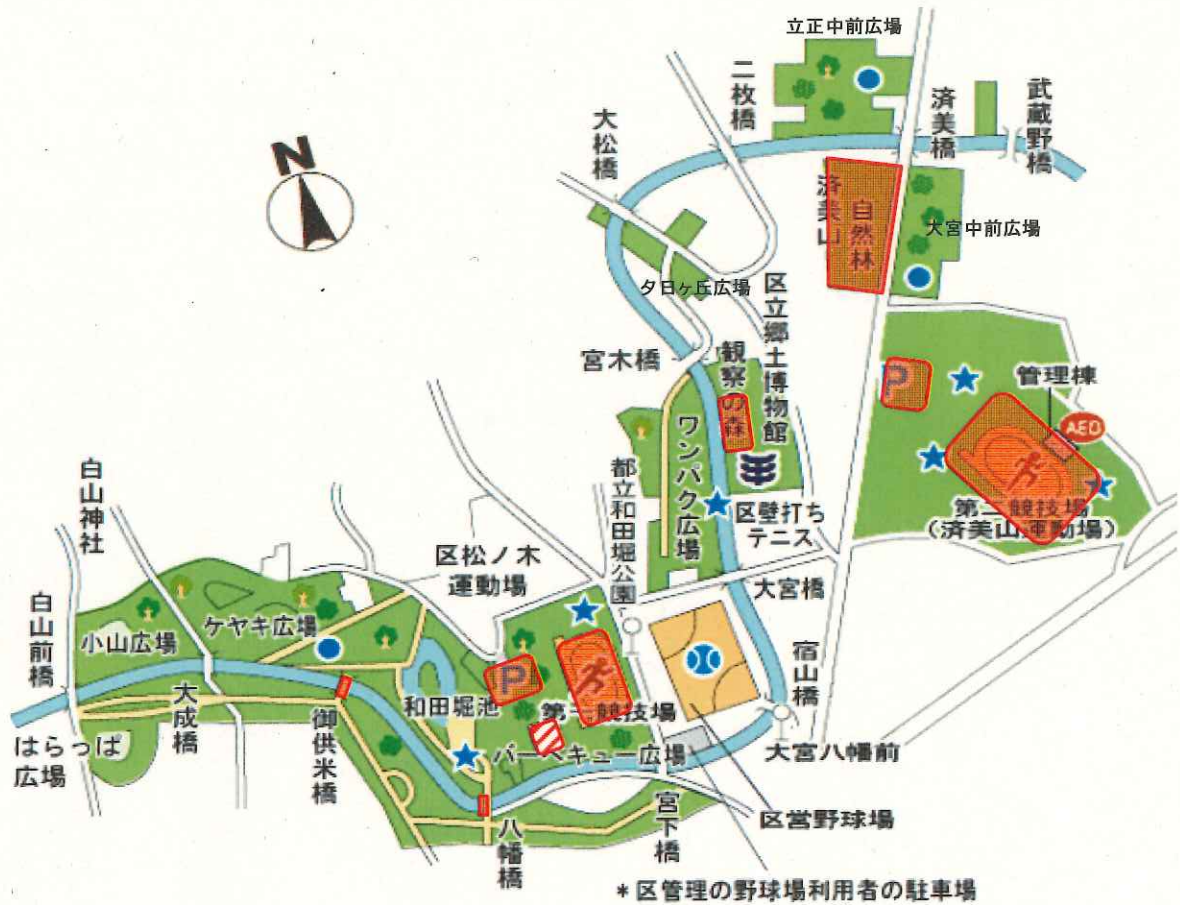 立正中前広場
二枚橋
済美橋
武蔵野橋
大松橋
N
済美山
自然林
大宮中前広場
夕日ヶ丘広場
区立郷土博物館
宮木橋
観察の森
P
管理棟
AED
ワンパク広場
第二競技場
(済美山運動場)
都立和田堀公園
区壁打ち
テニス
白山神社
区松ノ木
運動場
大宮橋
白山前橋
小山広場
ケヤキ広場
宿山橋
P
和田堀池
第一競技場
大成橋
御供米橋
はらっぱ
広場
バーベキュー広場
大宮八幡前
八幡橋
宮下橋
区営野球場
*区管理の野球場利用者の駐車場